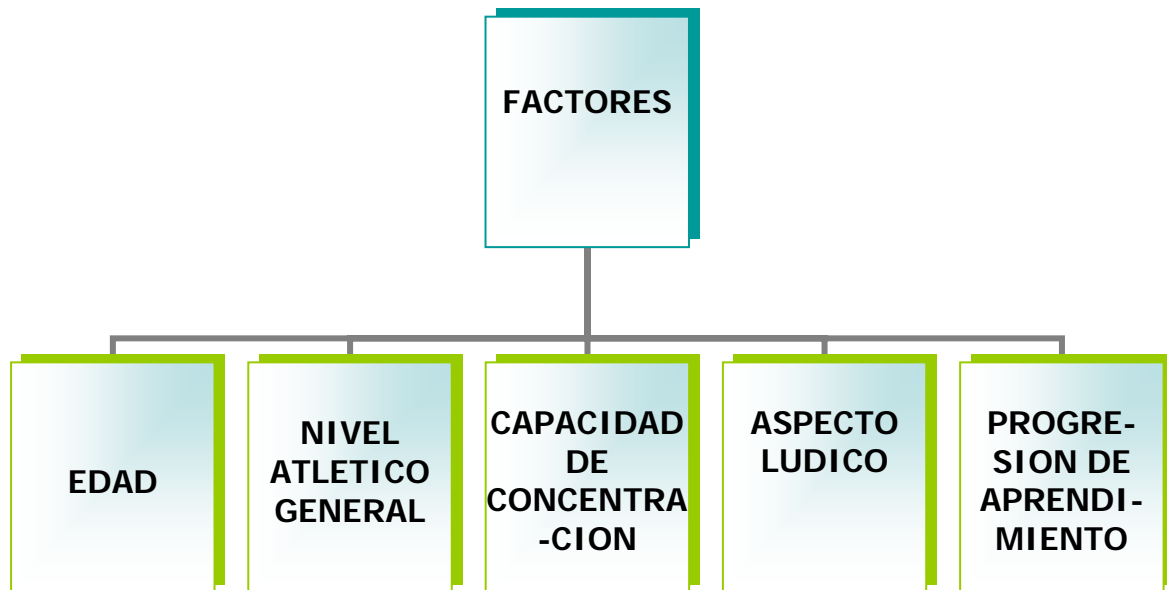 FACTORES
EDAD
NIVEL
ATLETICO
GENERAL
CAPACIDAD
DE
CONCENTRA
-CION
ASPECTO
LUDICO
PROGRE-
SION DE
APRENDI-
MIENTO